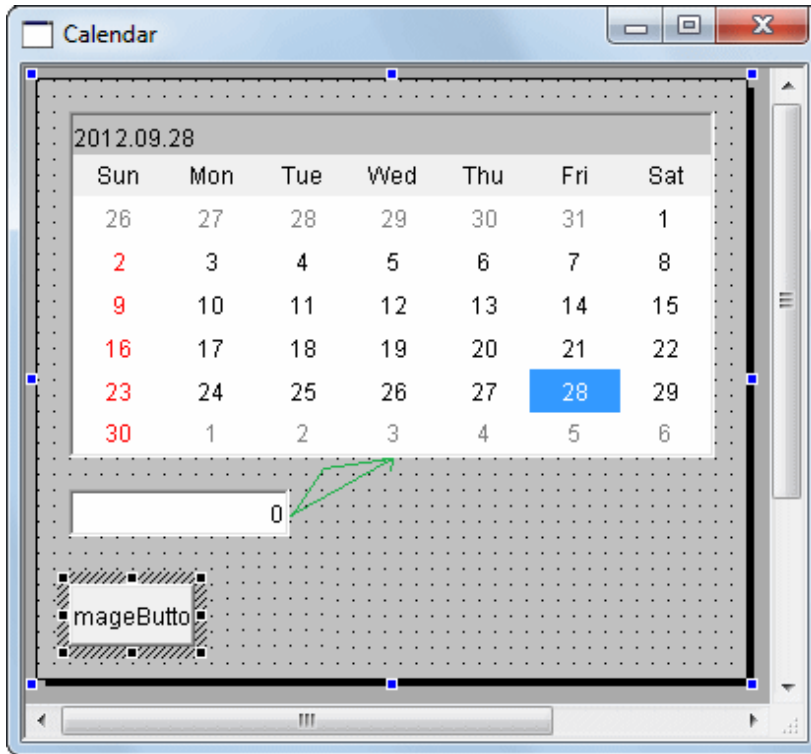 Calendar
2012.09.28
Sun Mon Tue Wed Thu Fri Sat
26 27 28 29 30 31 1
2 3 4 5 6 7 8
9 10 11 12 13 14 15
16 17 18 19 20 21 22
23 24 25 26 27 28 29
30 1 2 3 4 5 6
0
mageButto